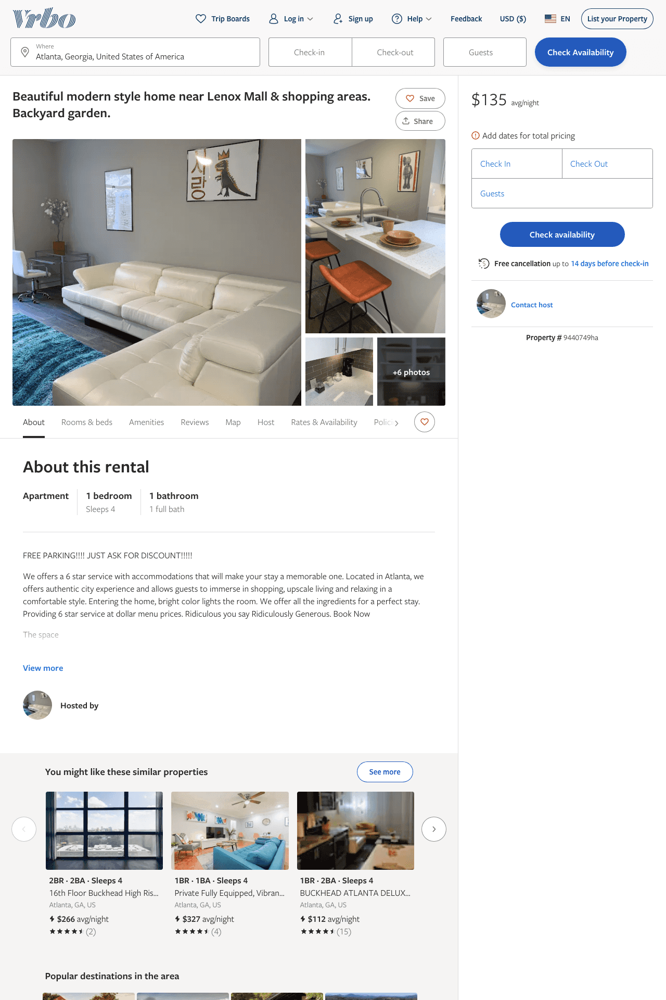 Vrbo
Trip Boards
Log in
Sign up
Help
Feedback
USD ($)
EN
List your Property
Where
Atlanta, Georgia, United States of America
Check-in
Check-out
Guests
Check Availability
Beautiful modern style home near Lenox Mall & shopping areas.
Backyard garden.
Save
Share
사랑
+6 photos
$135 avg/night
Add dates for total pricing
Check In
Check Out
Guests
Check availability
Free cancellation up to 14 days before check-in
Contact host
Property # 9440749ha
About
Rooms & beds
Amenities
Reviews
Map
Host
Rates & Availability
Polici
About this rental
Apartment
1 bedroom
Sleeps 4
1 bathroom
1 full bath
FREE PARKING!!!! JUST ASK FOR DISCOUNT!!!!!
We offers a 6 star service with accommodations that will make your stay a memorable one. Located in Atlanta, we
offers authentic city experience and allows guests to immerse in shopping, upscale living and relaxing in a
comfortable style. Entering the home, bright color lights the room. We offer all the ingredients for a perfect stay.
Providing 6 star service at dollar menu prices. Ridiculous you say Ridiculously Generous. Book Now
The space
View more
Hosted by
You might like these similar properties
See more
2BR · 2BA · Sleeps 4
16th Floor Buckhead High Ris...
Atlanta, GA, US
$266 avg/night
(2)
1BR · 1BA · Sleeps 4
Private Fully Equipped, Vibran...
Atlanta, GA, US
$327 avg/night
(4)
1BR · 2BA · Sleeps 4
BUCKHEAD ATLANTA DELUX...
Atlanta, GA, US
$112 avg/night
(15)
Popular destinations in the area